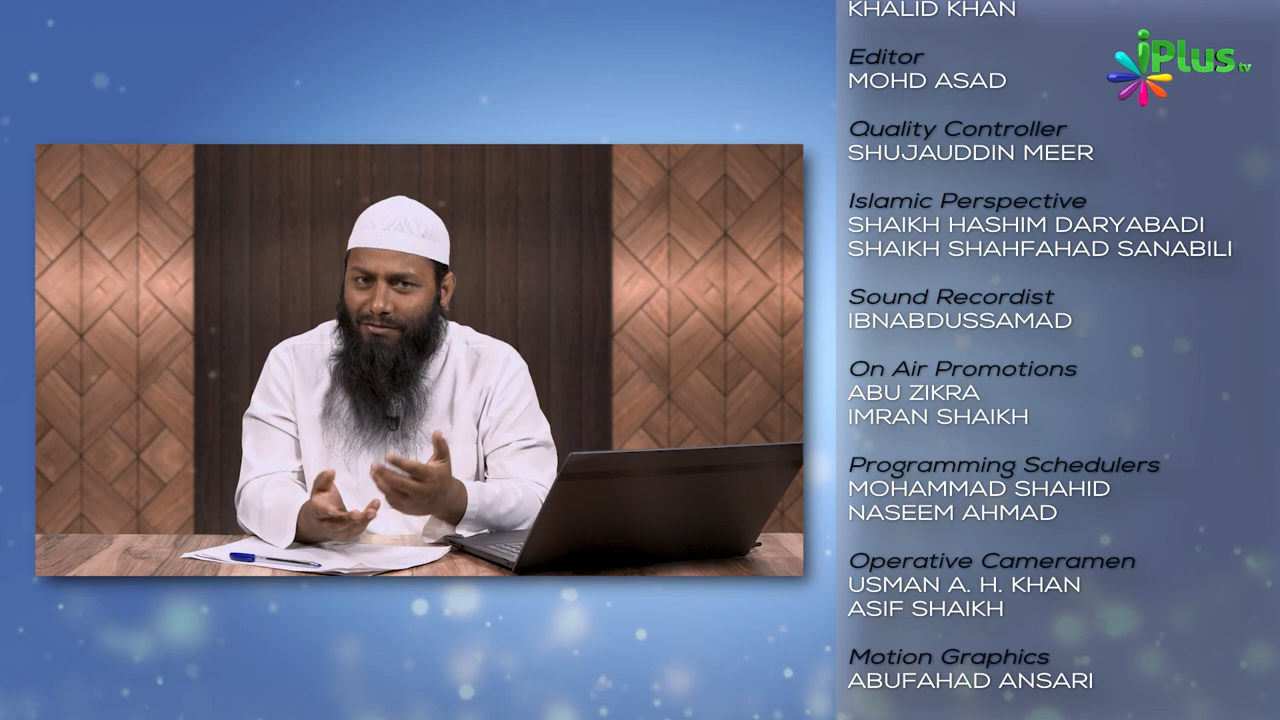 KHALID KHAN
iPlus tv
Editor
MOHD ASAD
Quality Controller
SHUJAUDDIN MEER
Islamic Perspective
SHAIKH HASHIM DARYABADI
SHAIKH SHAHFAHAD SANABILI
Sound Recordist
IBNABDUSSAMAD
On Air Promotions
ABU ZIKRA
IMRAN SHAIKH
Programming Schedulers
MOHAMMAD SHAHID
NASEEM AHMAD
Operative Cameramen
USMAN A. H. KHAN
ASIF SHAIKH
Motion Graphics
ABUFAHAD ANSARI